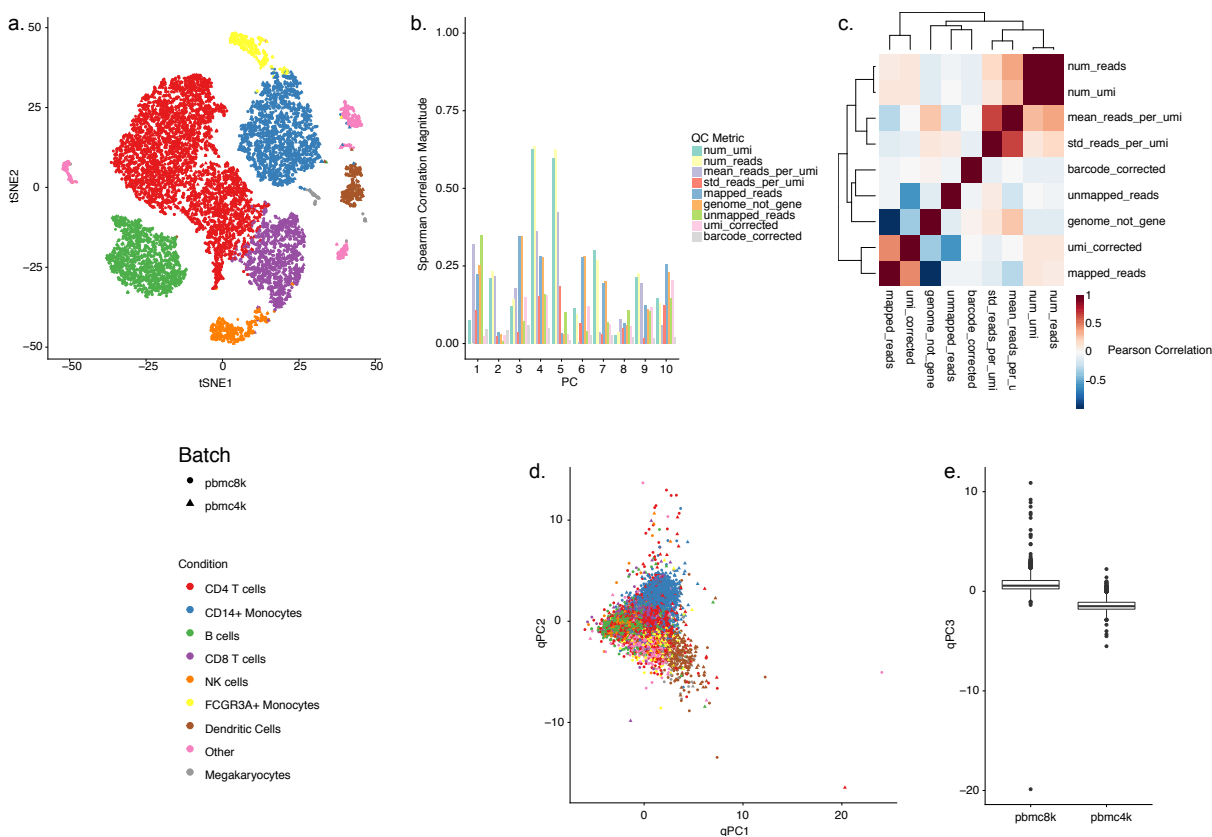 a.
50
25
0
−25
−50
tSNE2
−50
−25
0
25
50
tSNE1
b.
1.00
0.75
0.50
0.25
0.00
Spearman Correlation Magnitude
1 2 3 4 5 6 7 8 9 10
PC
QC Metric
num_umi
num_reads
mean_reads_per_umi
std_reads_per_umi
mapped_reads
genome_not_gene
unmapped_reads
umi_corrected
barcode_corrected
c.
num_reads
num_umi
mean_reads_per_umi
std_reads_per_umi
barcode_corrected
unmapped_reads
genome_not_gene
umi_corrected
mapped_reads
mapped_reads
umi_corrected
genome_not_gene
unmapped_reads
barcode_corrected
std_reads_per_umi
mean_reads_per_u
num_umi
num_reads
1
0.5
0
-0.5
Pearson Correlation
Batch
pbmc8k
pbmc4k
Condition
CD4 T cells
CD14+ Monocytes
B cells
CD8 T cells
NK cells
FCGR3A+ Monocytes
Dendritic Cells
Other
Megakaryocytes
d.
10
0
−10
qPC2
0
10
20
qPC1
e.
10
0
−10
−20
qPC3
pbmc8k
pbmc4k